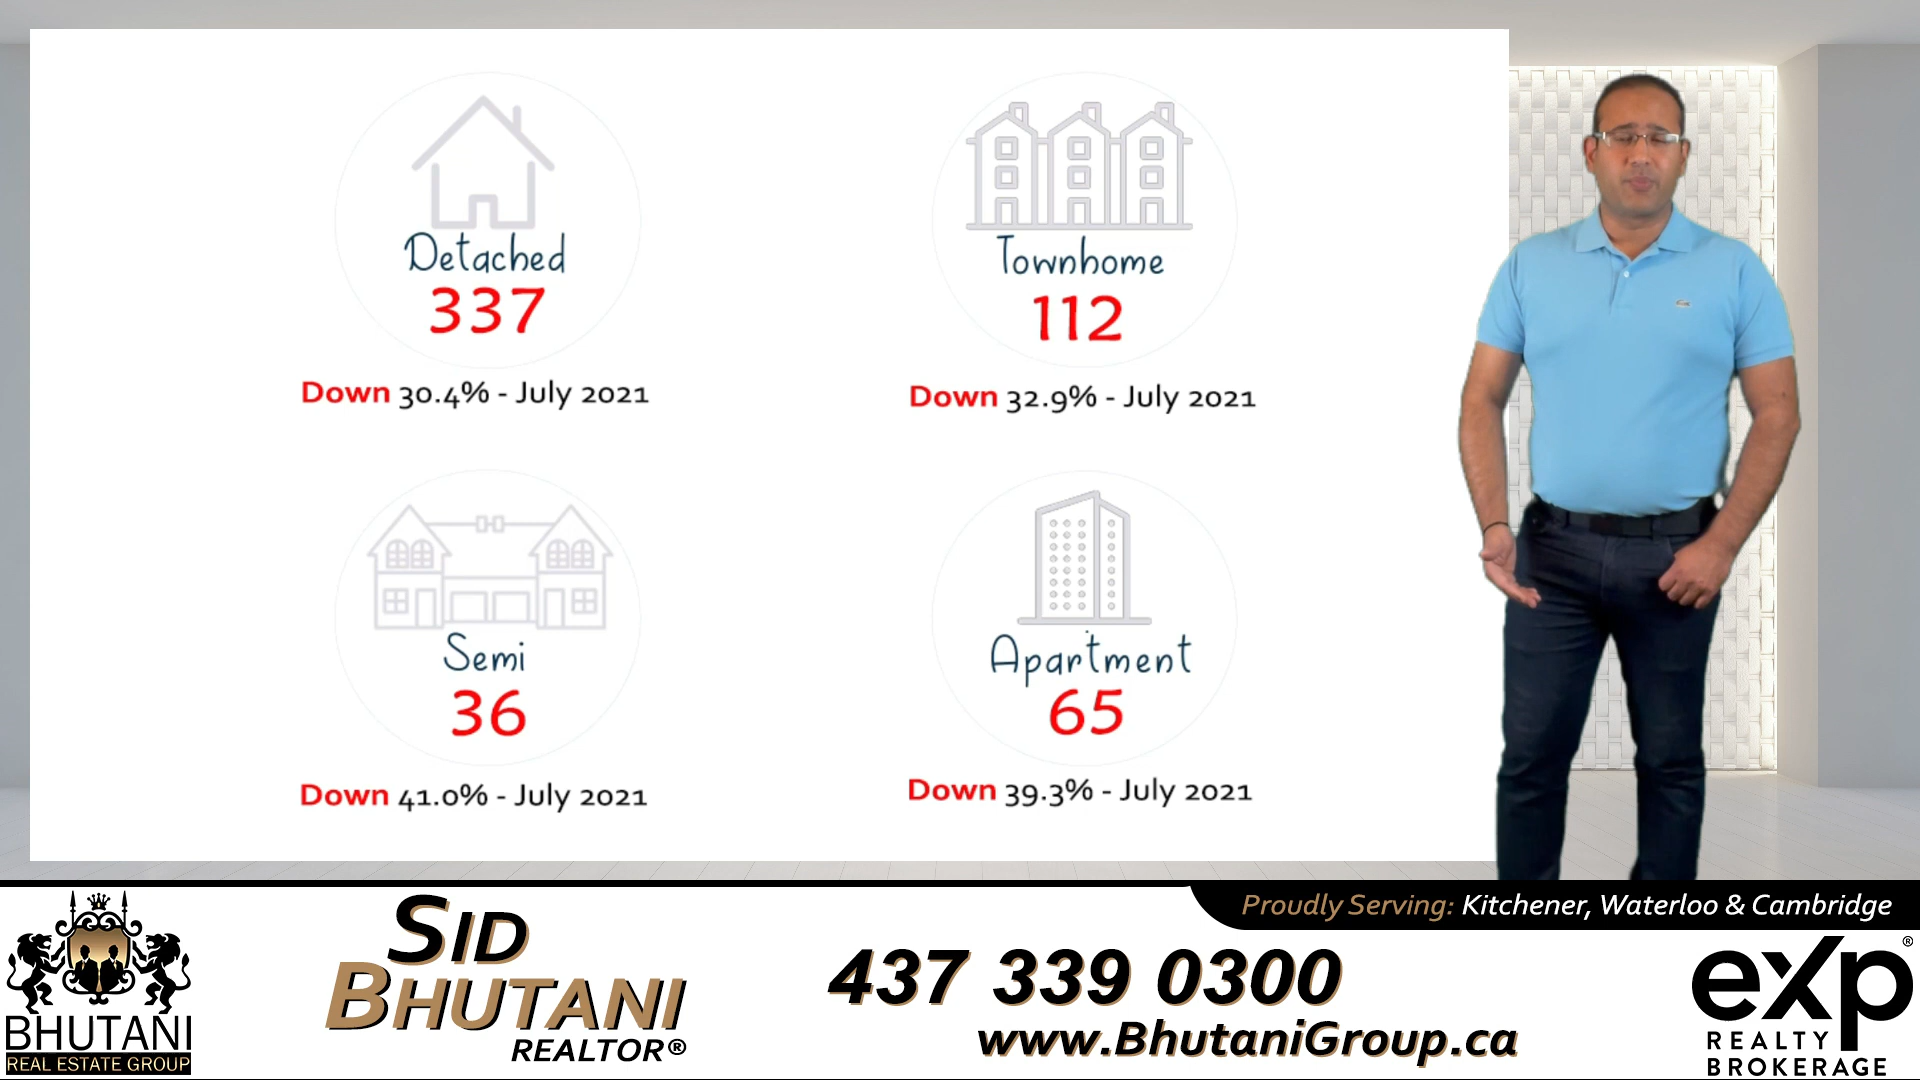 Detached
337
Down 30.4% - July 2021
Townhome
112
Down 32.9% - July 2021
Semi
36
Down 41.0% - July 2021
Apartment
65
Down 39.3% - July 2021
Proudly Serving: Kitchener, Waterloo & Cambridge
BHUTANI
REAL ESTATE GROUP
SID
BHUTANI
REALTOR®
437 339 0300
www.BhutaniGroup.ca
exp®
REALTY
BROKERAGE